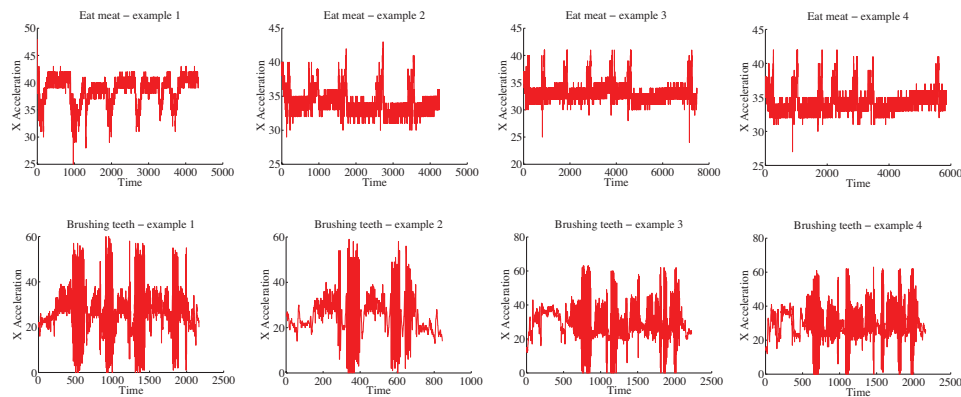 Eat meat – example 1
X Acceleration
45
40
35
30
25
0 1000 2000 3000 4000 5000
Time
Eat meat – example 2
X Acceleration
45
40
35
30
25
0 1000 2000 3000 4000 5000
Time
Eat meat – example 3
X Acceleration
45
40
35
30
25
20
0 2000 4000 6000 8000
Time
Eat meat – example 4
X Acceleration
45
40
35
30
25
0 2000 4000 6000
Time
Brushing teeth – example 1
X Acceleration
60
40
20
0
0 500 1000 1500 2000 2500
Time
Brushing teeth – example 2
X Acceleration
60
40
20
0
0 200 400 600 800 1000
Time
Brushing teeth – example 3
X Acceleration
80
60
40
20
0
0 500 1000 1500 2000 2500
Time
Brushing teeth – example 4
X Acceleration
80
60
40
20
0
0 500 1000 1500 2000 2500
Time